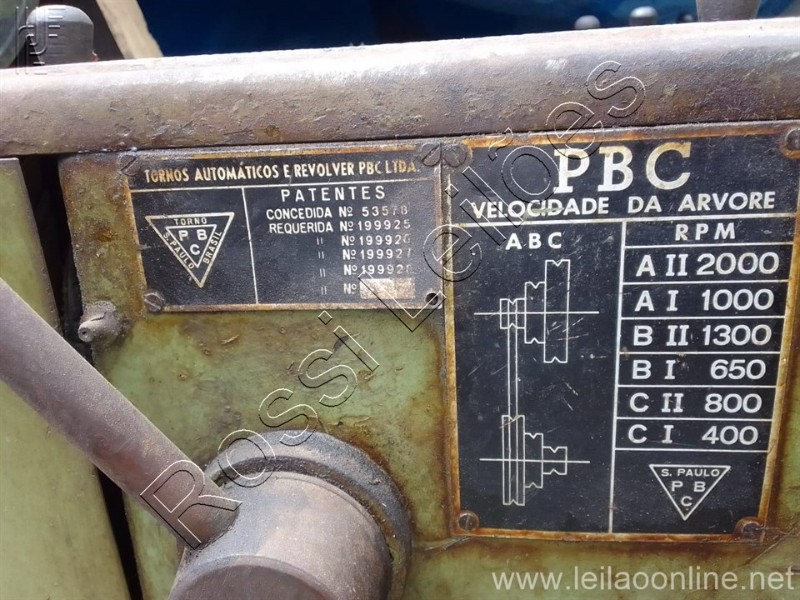 TORNOS AUTOMÁTICOS E REVOLVER PBC LTDA.
TORNO
P B
C
S.PAULO
BRASIL
PATENTES
CONCEDIDA Nº 53578
REQUERIDA Nº 199925
" Nº 199926
" Nº 199927
" Nº 199928
" Nº
PBC
VELOCIDADE DA ARVORE
A B C
RPM
A II 2000
A I 1000
B II 1300
B I 650
C II 800
C I 400
S. PAULO
P B
C
Rossi Leilões
www.leilaoonline.net